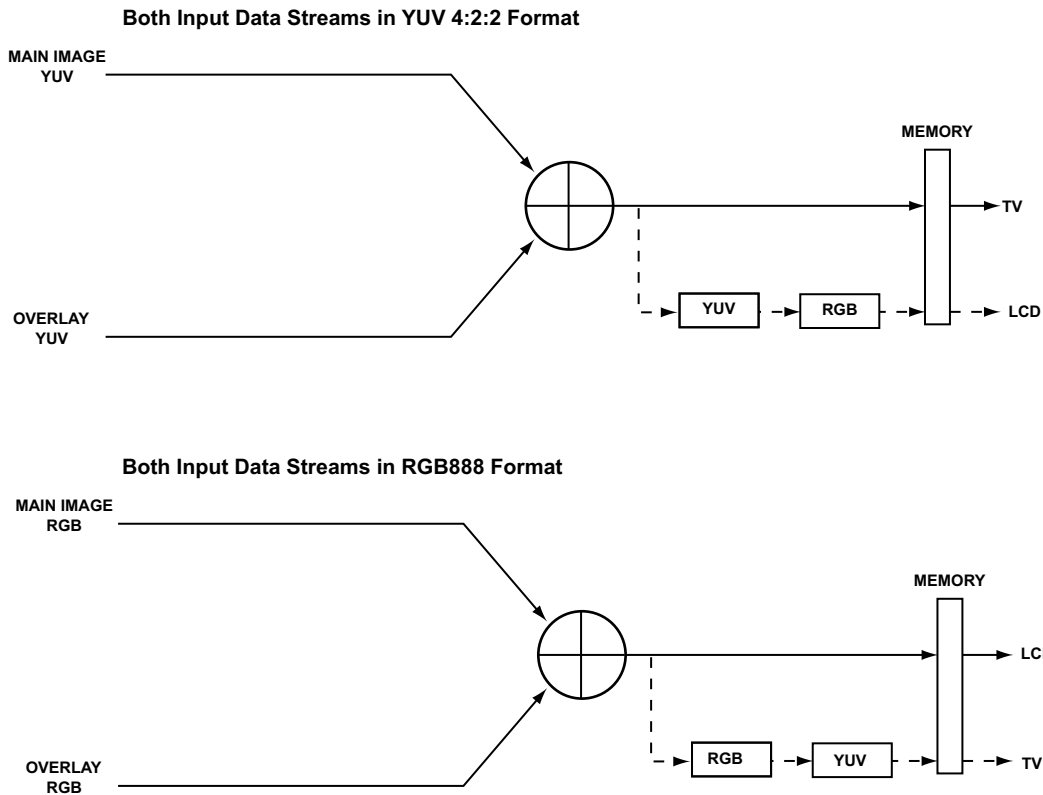 Both Input Data Streams in YUV 4:2:2 Format
MAIN IMAGE
YUV
MEMORY
TV
YUV
RGB
LCD
OVERLAY
YUV
Both Input Data Streams in RGB888 Format
MAIN IMAGE
RGB
MEMORY
LC
RGB
YUV
TV
OVERLAY
RGB